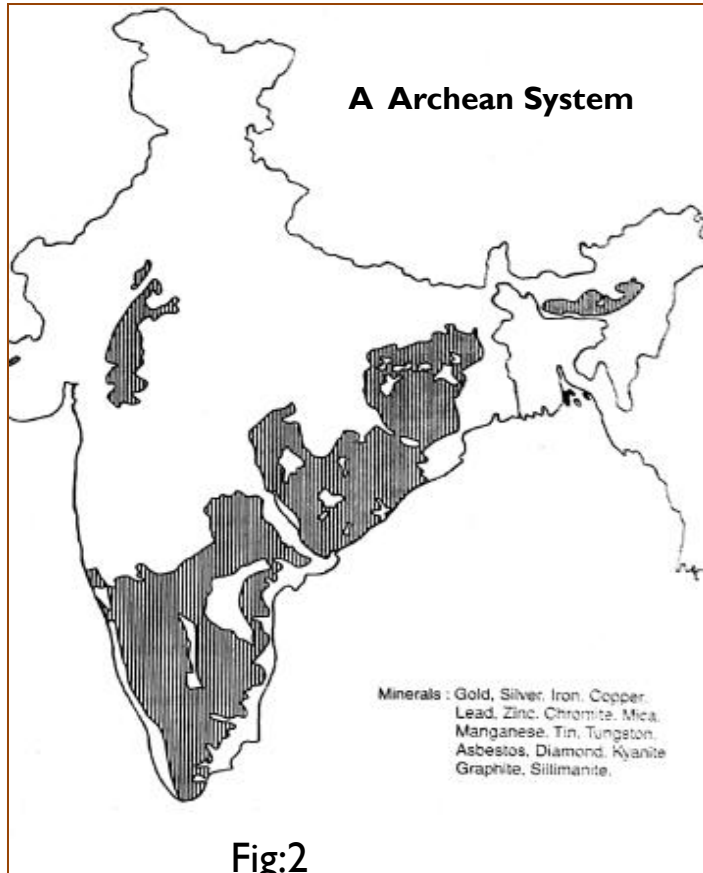 A Archean System
Minerals : Gold, Silver, Iron, Copper,
Lead, Zinc, Chromite, Mica,
Manganese, Tin, Tungston,
Asbestos, Diamond, Kyanite
Graphite, Sillimanite.
Fig:2